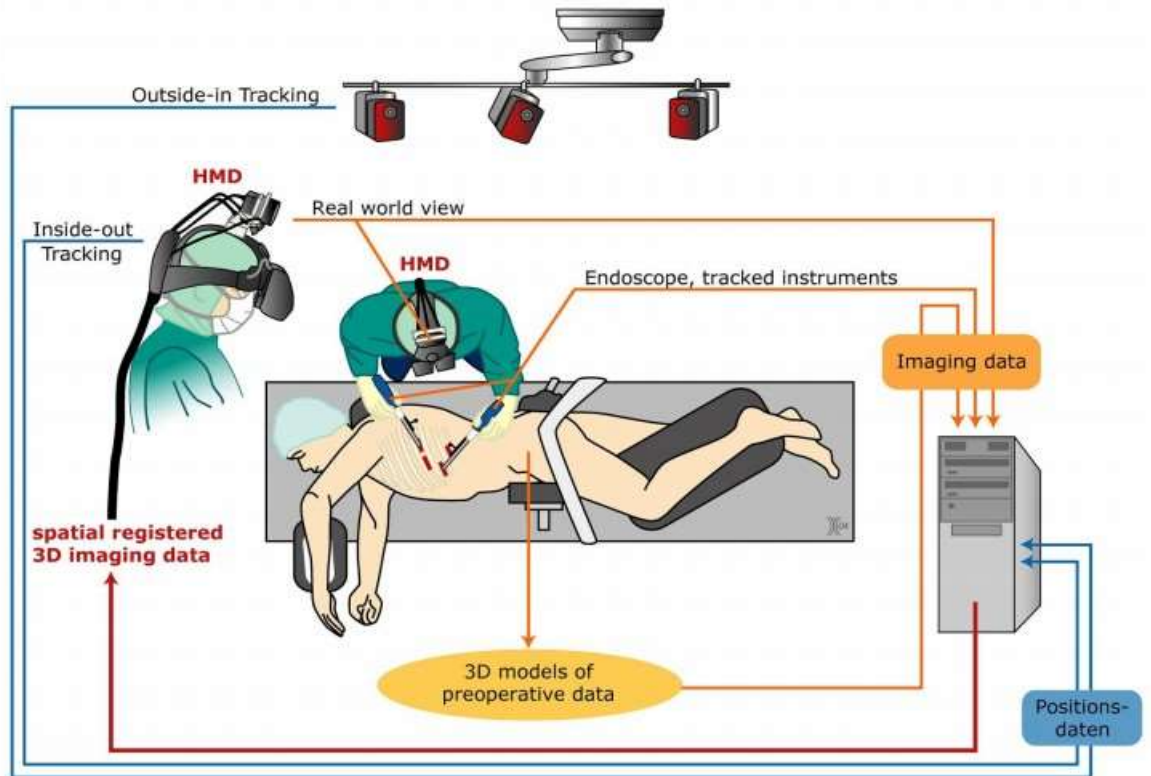 Outside-in Tracking
HMD
Real world view
Inside-out
Tracking
HMD
Endoscope, tracked instruments
Imaging data
spatial registered
3D imaging data
3D models of
preoperative data
Positions-
daten